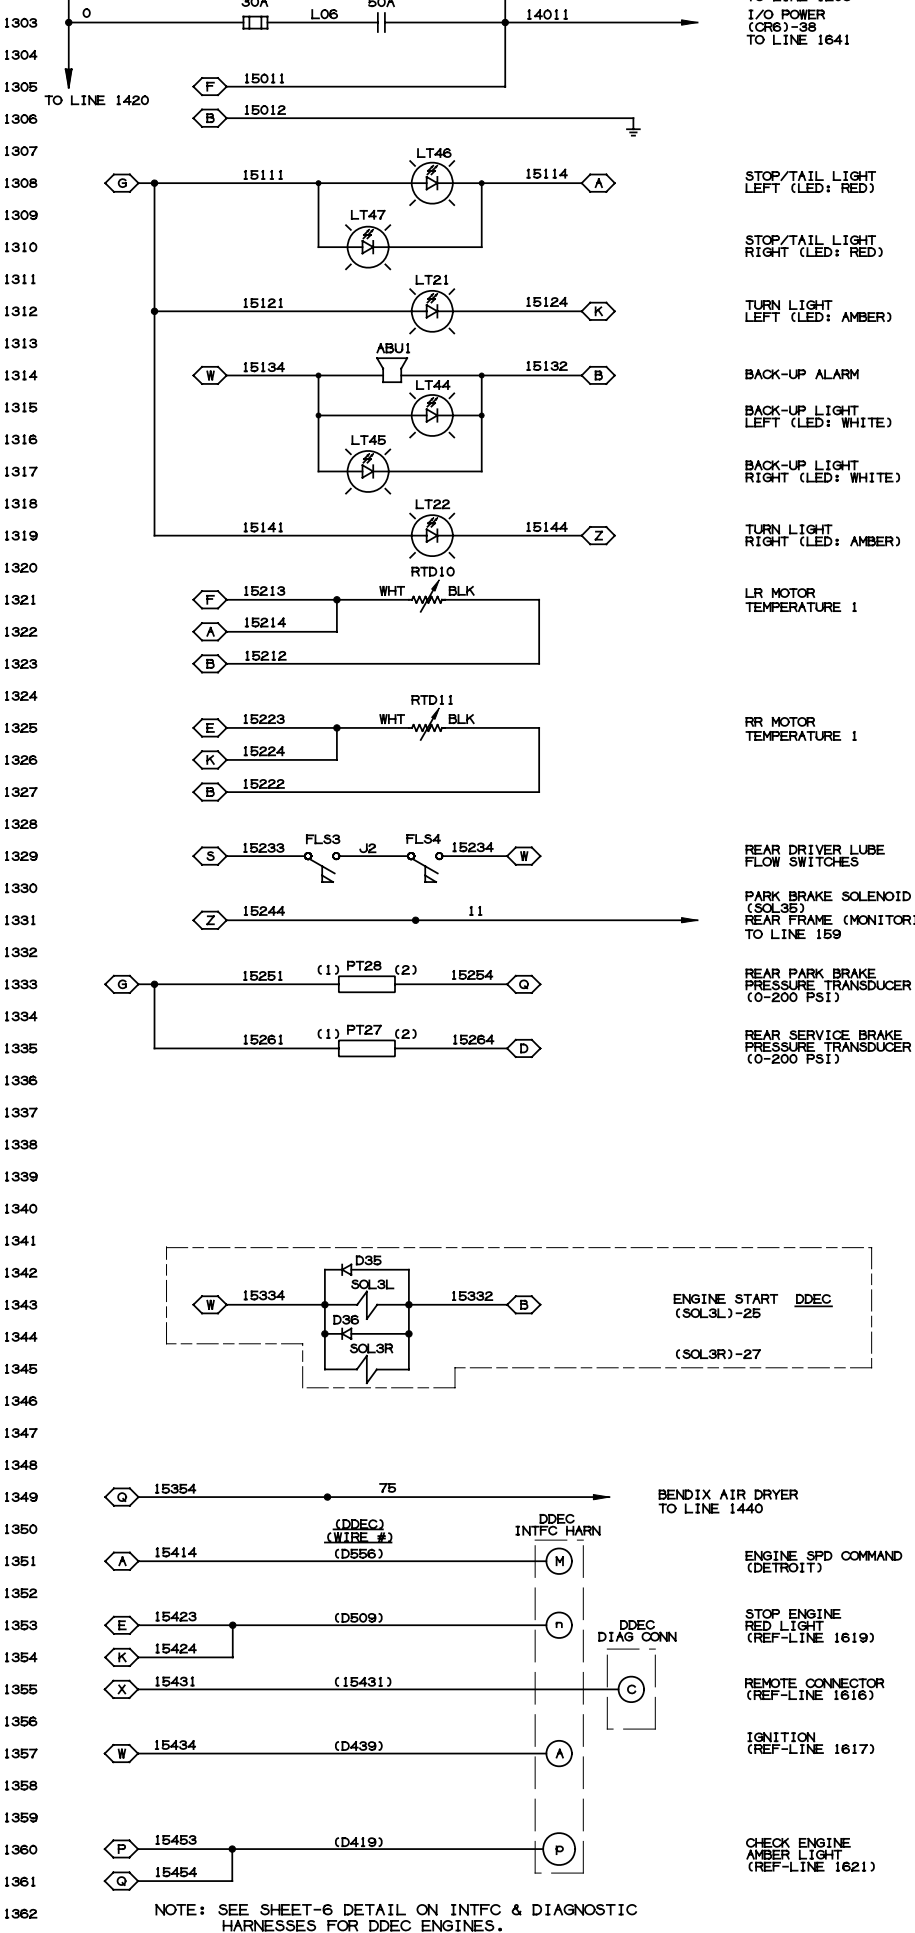 30A 50A
1303 0 L06 14011 I/O POWER
(CR6)-38
TO LINE 1641
1304
1305 F 15011
TO LINE 1420
1306 B 15012
1307
LT46
1308 G 15111 15114 A STOP/TAIL LIGHT
LEFT (LED: RED)
1309 LT47
1310 STOP/TAIL LIGHT
RIGHT (LED: RED)
1311 LT21
1312 15121 15124 K TURN LIGHT
LEFT (LED: AMBER)
1313
ABU1
1314 W 15134 15132 B BACK-UP ALARM
LT44
1315 BACK-UP LIGHT
LEFT (LED: WHITE)
1316 LT45
1317 BACK-UP LIGHT
RIGHT (LED: WHITE)
1318 LT22
1319 15141 15144 Z TURN LIGHT
RIGHT (LED: AMBER)
1320 RTD10
1321 F 15213 WHT BLK LR MOTOR
TEMPERATURE 1
1322 A 15214
1323 B 15212
1324 RTD11
1325 E 15223 WHT BLK RR MOTOR
TEMPERATURE 1
1326 K 15224
1327 B 15222
1328
1329 S 15233 FLS3 J2 FLS4 15234 W REAR DRIVER LUBE
FLOW SWITCHES
1330 PARK BRAKE SOLENOID
(SOL35)
1331 Z 15244 11 REAR FRAME (MONITOR)
TO LINE 159
1332
1333 G 15251 (1) PT28 (2) 15254 Q REAR PARK BRAKE
PRESSURE TRANSDUCER
(0-200 PSI)
1334
1335 15261 (1) PT27 (2) 15264 D REAR SERVICE BRAKE
PRESSURE TRANSDUCER
(0-200 PSI)
1336
1337
1338
1339
1340
1341
1342 D35
SOL3L
1343 W 15334 15332 B ENGINE START DDEC
(SOL3L)-25
1344 D36
SOL3R (SOL3R)-27
1345
1346
1347
1348
1349 Q 15354 75 BENDIX AIR DRYER
TO LINE 1440
1350 (DDEC)
(WIRE #)
DDEC
INTFC HARN
1351 A 15414 (D556) M ENGINE SPD COMMAND
(DETROIT)
1352
1353 E 15423 (D509) n STOP ENGINE
RED LIGHT
(REF-LINE 1619)
DDEC
DIAG CONN
1354 K 15424
1355 X 15431 (15431) C REMOTE CONNECTOR
(REF-LINE 1616)
1356
1357 W 15434 (D439) A IGNITION
(REF-LINE 1617)
1358
1359
1360 P 15453 (D419) p CHECK ENGINE
AMBER LIGHT
(REF-LINE 1621)
1361 Q 15454
1362 NOTE: SEE SHEET-6 DETAIL ON INTFC & DIAGNOSTIC
HARNESSES FOR DDEC ENGINES.